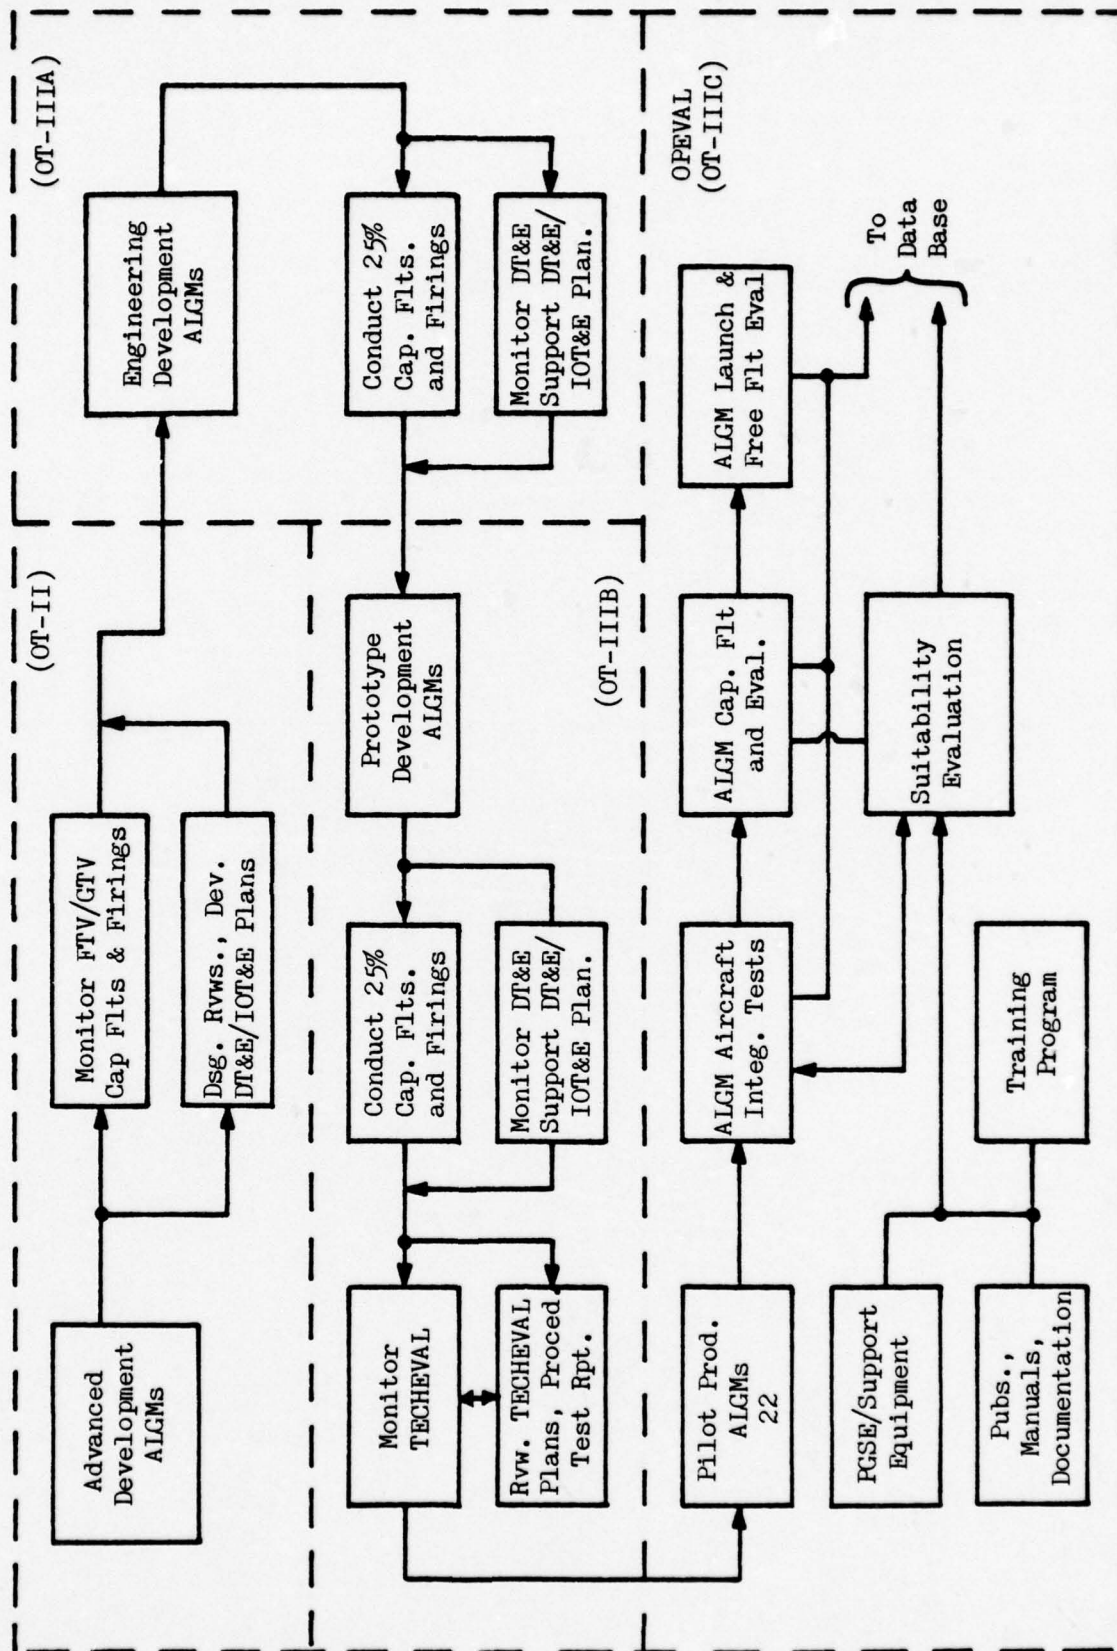 (OT-II)
Advanced
Development
ALGMs
Monitor FTV/GTV
Cap Flts & Firings
Dsg. Rvws., Dev.
DT&E/IOT&E Plans
(OT-IIIA)
Engineering
Development
ALGMs
Conduct 25%
Cap. Flts.
and Firings
Monitor DT&E
Support DT&E/
IOT&E Plan.
(OT-IIIB)
Prototype
Development
ALGMs
Conduct 25%
Cap. Flts.
and Firings
Monitor DT&E
Support DT&E/
IOT&E Plan.
Monitor
TECHEVAL
Rvw. TECHEVAL
Plans, Proced.
Test Rpt.
OPEVAL
(OT-IIIC)
Pilot Prod.
ALGMs
22
ALGM Aircraft
Integ. Tests
ALGM Cap. Flt
and Eval.
ALGM Launch &
Free Flt Eval
To
Data
Base
PGSE/Support
Equipment
Suitability
Evaluation
Pubs.,
Manuals,
Documentation
Training
Program